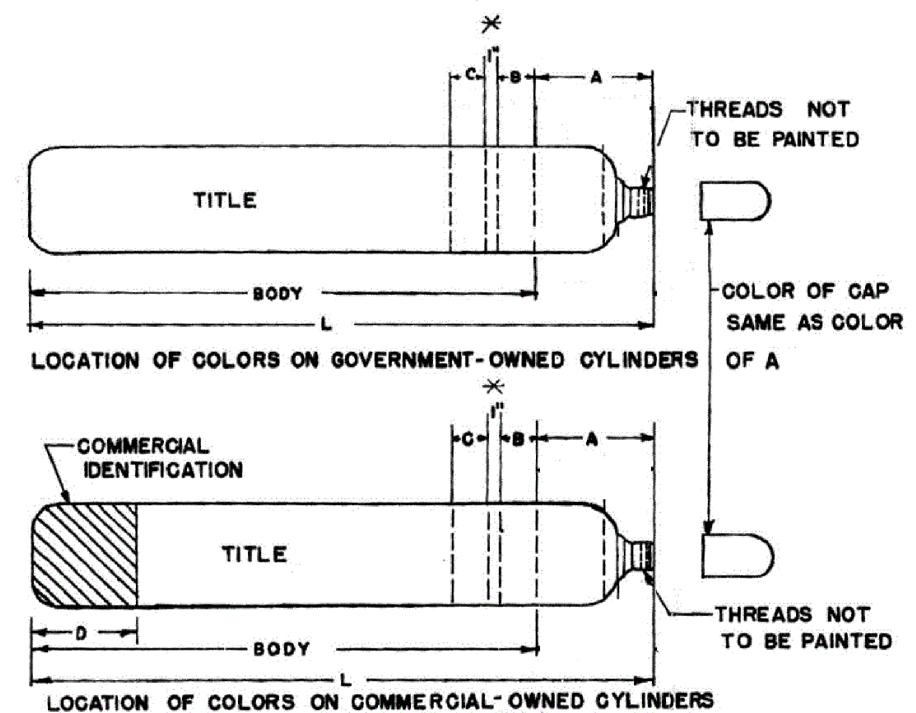 1"
C B A
THREADS NOT
TO BE PAINTED
TITLE
BODY
COLOR OF CAP
SAME AS COLOR
OF A
L
LOCATION OF COLORS ON GOVERNMENT-OWNED CYLINDERS
1"
C B A
COMMERCIAL
IDENTIFICATION
TITLE
THREADS NOT
TO BE PAINTED
D
BODY
L
LOCATION OF COLORS ON COMMERCIAL-OWNED CYLINDERS